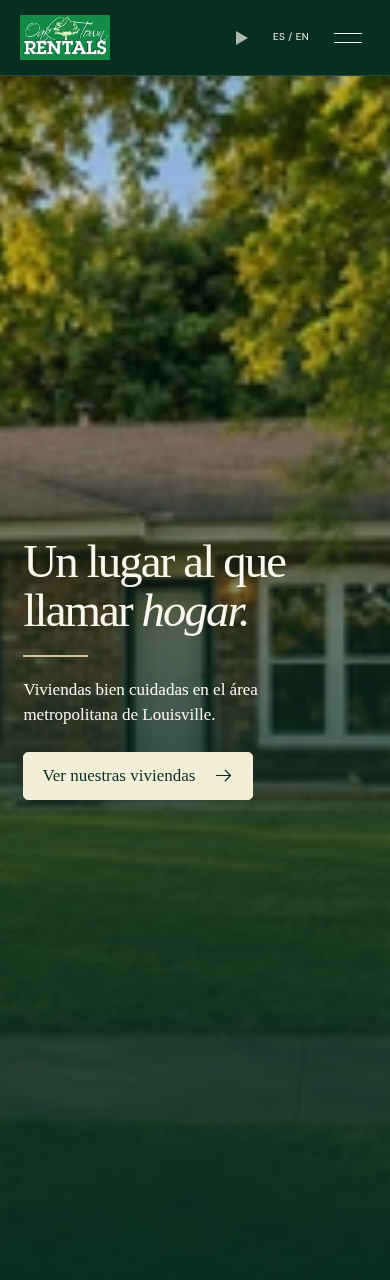 Oak Town
RENTALS
ES / EN
Un lugar al que
llamar hogar.
Viviendas bien cuidadas en el área
metropolitana de Louisville.
Ver nuestras viviendas